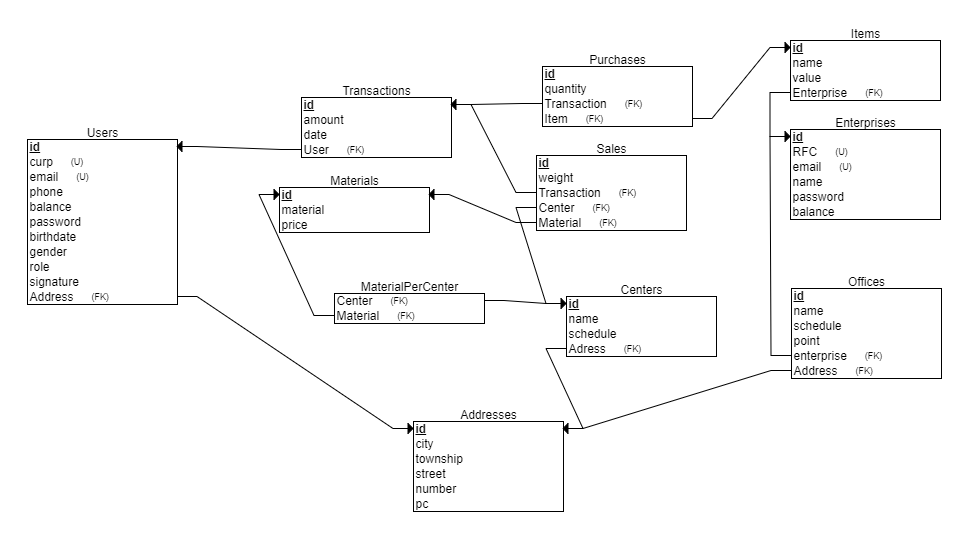 Users
id
curp (U)
email (U)
phone
balance
password
birthdate
gender
role
signature
Address (FK)
Transactions
id
amount
date
User (FK)
Materials
id
material
price
MaterialPerCenter
Center (FK)
Material (FK)
Purchases
id
quantity
Transaction (FK)
Item (FK)
Sales
id
weight
Transaction (FK)
Center (FK)
Material (FK)
Centers
id
name
schedule
Adress (FK)
Addresses
id
city
township
street
number
pc
Items
id
name
value
Enterprise (FK)
Enterprises
id
RFC (U)
email (U)
name
password
balance
Offices
id
name
schedule
point
enterprise (FK)
Address (FK)